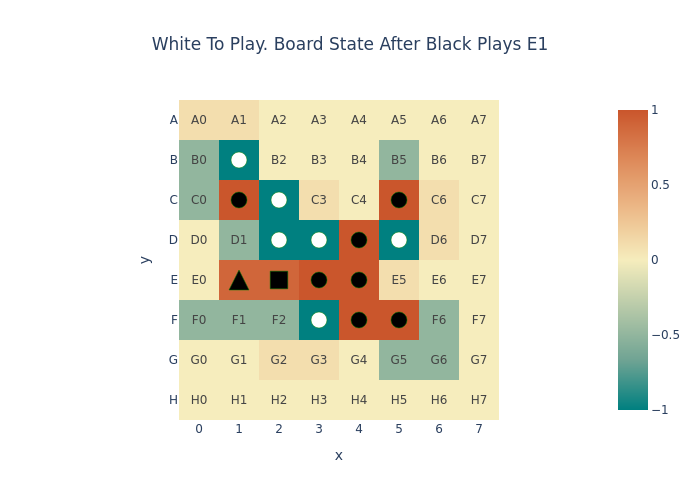 White To Play. Board State After Black Plays E1
A A0 A1 A2 A3 A4 A5 A6 A7 1
B B0 B2 B3 B4 B5 B6 B7
C C0 C3 C4 C6 C7 0.5
D D0 D1 D6 D7
y
E E0 E5 E6 E7 0
F F0 F1 F2 F6 F7 −0.5
G G0 G1 G2 G3 G4 G5 G6 G7
H H0 H1 H2 H3 H4 H5 H6 H7 −1
0 1 2 3 4 5 6 7
x